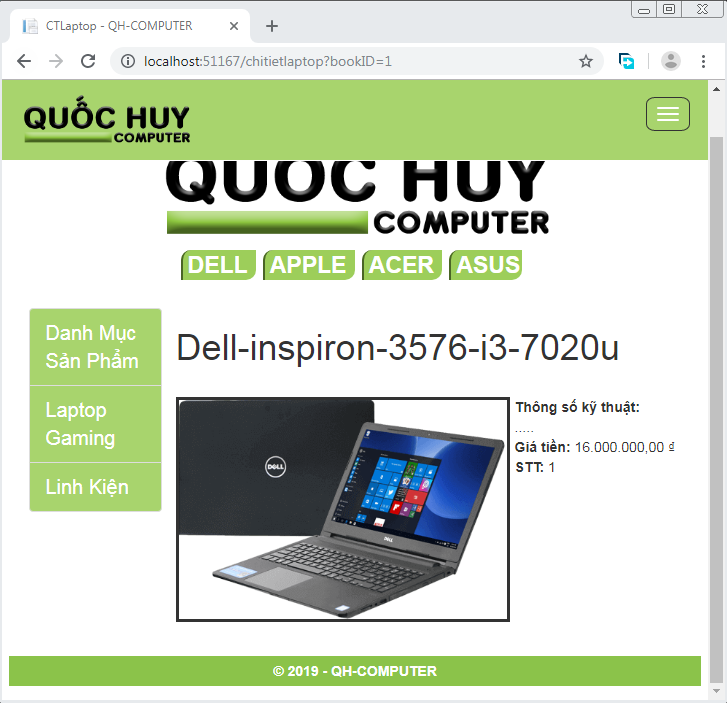 CTLaptop - QH-COMPUTER
localhost:51167/chitietlaptop?bookID=1
QUỐC HUY
COMPUTER
QUOC HUY
COMPUTER
DELL
APPLE
ACER
ASUS
Danh Mục
Sản Phẩm
Laptop
Gaming
Linh Kiện
Dell-inspiron-3576-i3-7020u
DELL
DELL
Thông số kỹ thuật:
.....
Giá tiền: 16.000.000,00 ₫
STT: 1
© 2019 - QH-COMPUTER